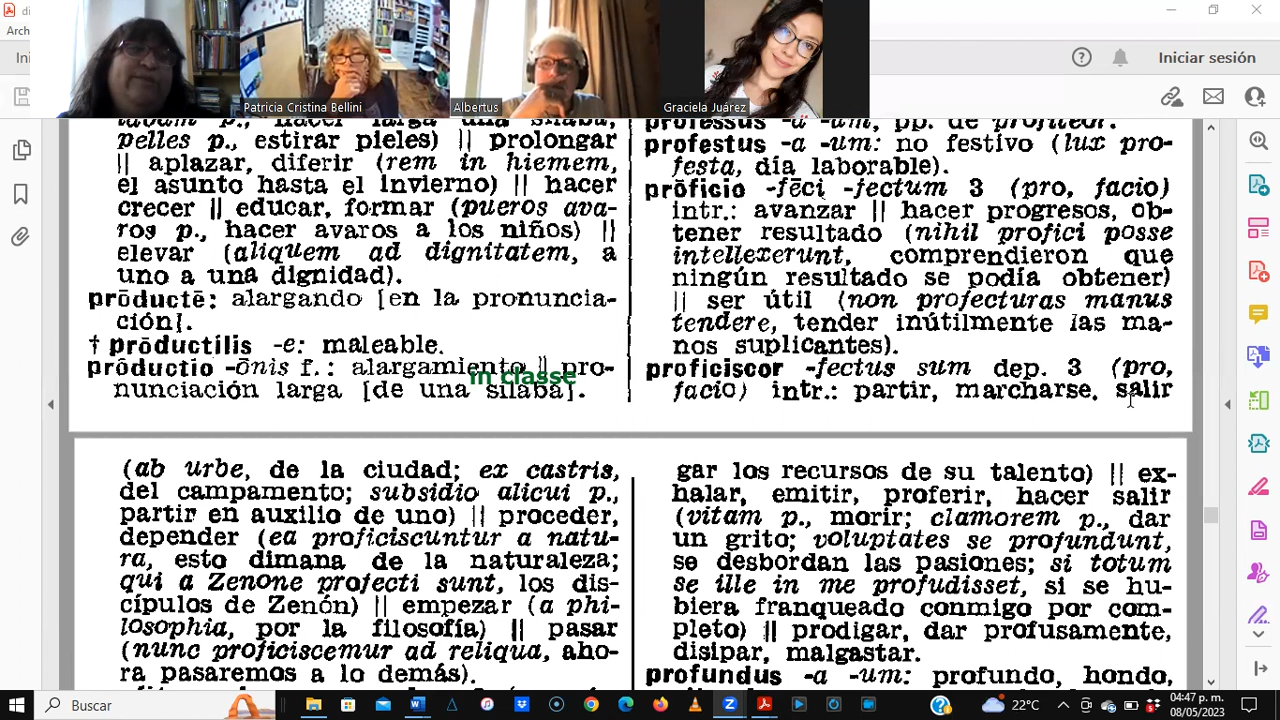 di
Arch
Ini
Iniciar sesión
Patricia Cristina Bellini
Albertus
Graciela Juárez
pelles p., estirar pieles) || prolongar
|| aplazar, diferir (rem in hiemem,
el asunto hasta el invierno) || hacer
crecer || educar, formar (pueros ava-
ros p., hacer avaros a los niños) ||
elevar (aliquem ad dignitatem, a
uno a una dignidad).
prōductē: alargando [en la pronuncia-
ción].
† prōductilis -e: maleable.
prōductio -ōnis f.: alargamiento || pro-
nunciación larga [de una sílaba].
in classe
professus -a -um, pp. de profiteor.
profestus -a -um: no festivo (lux pro-
festa, día laborable).
prōficio -fēci -fectum 3 (pro, facio)
intr.: avanzar || hacer progresos, ob-
tener resultado (nihil profici posse
intellexerunt, comprendieron que
ningún resultado se podía obtener)
|| ser útil (non profecturas manus
tendere, tender inútilmente las ma-
nos suplicantes).
proficiscor -fectus sum dep. 3 (pro,
facio) intr.: partir, marcharse, salir
(ab urbe, de la ciudad; ex castris,
del campamento; subsidio alicui p.,
partir en auxilio de uno) || proceder,
depender (ea proficiscuntur a natu-
ra, esto dimana de la naturaleza;
qui a Zenone profecti sunt, los dis-
cípulos de Zenón) || empezar (a phi-
losophia, por la filosofía) || pasar
(nunc proficiscemur ad reliqua, aho-
ra pasaremos a lo demás).
gar los recursos de su talento) || ex-
halar, emitir, proferir, hacer salir
(vitam p., morir; clamorem p., dar
un grito; voluptates se profundunt,
se desbordan las pasiones; si totum
se ille in me profudisset, si se hu-
biera franqueado conmigo por com-
pleto) || prodigar, dar profusamente,
disipar, malgastar.
profundus -a -um: profundo, hondo,
Buscar
22°C
04:47 p. m.
08/05/2023